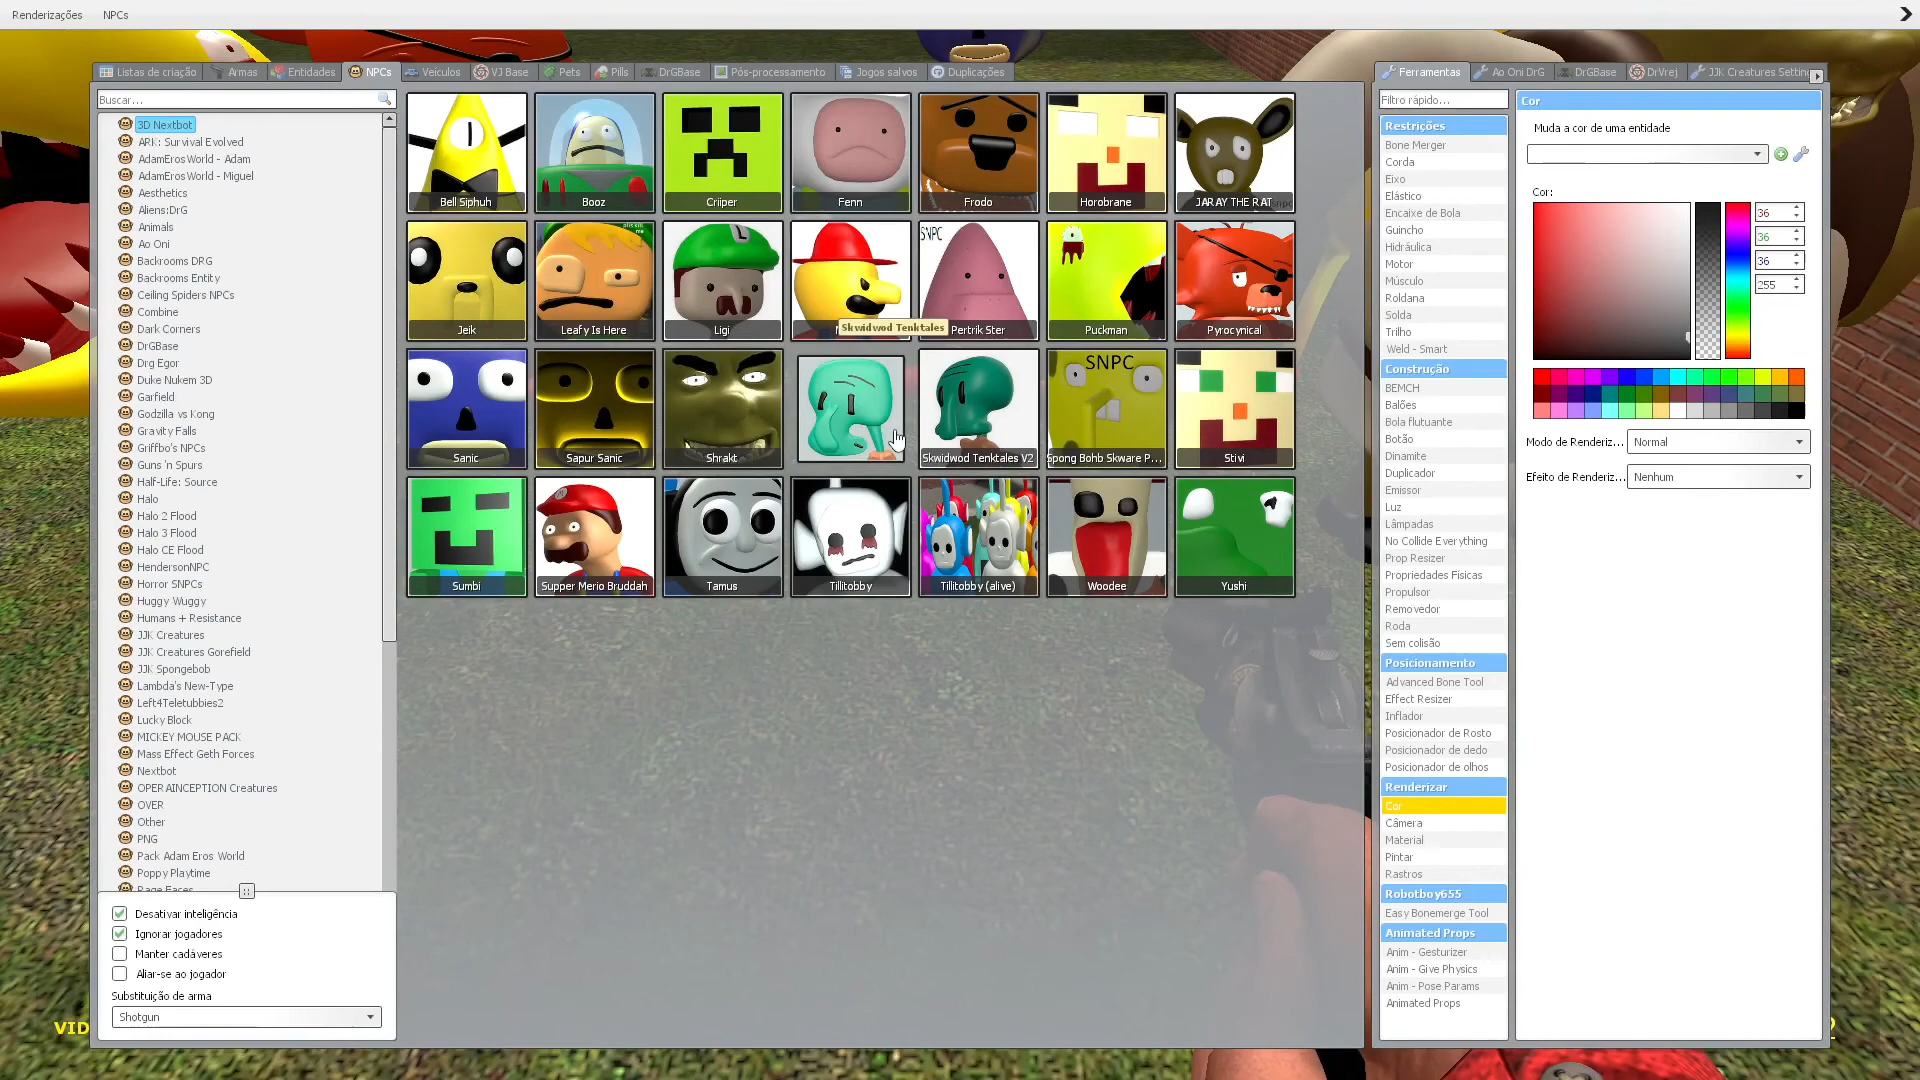 Renderizações NPCs
Listas de criação Armas Entidades NPCs Veículos VJ Base Pets Pills DrGBase Pós-processamento Jogos salvos Duplicações
Buscar...
3D Nextbot
ARK: Survival Evolved
AdamErosWorld - Adam
AdamErosWorld - Miguel
Aesthetics
Aliens:DrG
Animals
Ao Oni
Backrooms DRG
Backrooms Entity
Ceiling Spiders NPCs
Combine
Dark Corners
DrGBase
Drg Egor
Duke Nukem 3D
Garfield
Godzilla vs Kong
Gravity Falls
Griffbo's NPCs
Guns 'n Spurs
Half-Life: Source
Halo
Halo 2 Flood
Halo 3 Flood
Halo CE Flood
HendersonNPC
Horror SNPCs
Huggy Wuggy
Humans + Resistance
JJK Creatures
JJK Creatures Gorefield
JJK Spongebob
Lambda's New-Type
Left4Teletubbies2
Lucky Block
MICKEY MOUSE PACK
Mass Effect Geth Forces
Nextbot
OPERAINCEPTION Creatures
OVER
Other
PNG
Pack Adam Eros World
Poppy Playtime
Rage Faces
Desativar inteligência
Ignorar jogadores
Manter cadáveres
Aliar-se ao jogador
Substituição de arma
Shotgun
VID
Bell Siphuh Booz Criiper Fenn Frodo Horobrane JARAY THE RAT
SNPC
Jeik Leafy Is Here Ligi Pertrik Ster Puckman Pyrocynical
Skwidwod Tenktales
SNPC
Sanic Sapur Sanic Shrakt Skwidwod Tenktales V2 Spong Bohb Skware P... Stivi
Sumbi Supper Merio Bruddah Tamus Tillitobby Tillitobby (alive) Woodee Yushi
Ferramentas Ao Oni DrG DrGBase DrVrej JJK Creatures Settin
Filtro rápido...
Restrições
Bone Merger
Corda
Eixo
Elástico
Encaixe de Bola
Guincho
Hidráulica
Motor
Músculo
Roldana
Solda
Trilho
Weld - Smart
Construção
BEMCH
Balões
Bola flutuante
Botão
Dinamite
Duplicador
Emissor
Luz
Lâmpadas
No Collide Everything
Prop Resizer
Propriedades Físicas
Propulsor
Removedor
Roda
Sem colisão
Posicionamento
Advanced Bone Tool
Effect Resizer
Inflador
Posicionador de Rosto
Posicionador de dedo
Posicionador de olhos
Renderizar
Cor
Câmera
Material
Pintar
Rastros
Robotboy655
Easy Bonemerge Tool
Animated Props
Anim - Gesturizer
Anim - Give Physics
Anim - Pose Params
Animated Props
Cor
Muda a cor de uma entidade
Cor:
36
36
36
255
Modo de Renderiz... Normal
Efeito de Renderiz... Nenhum